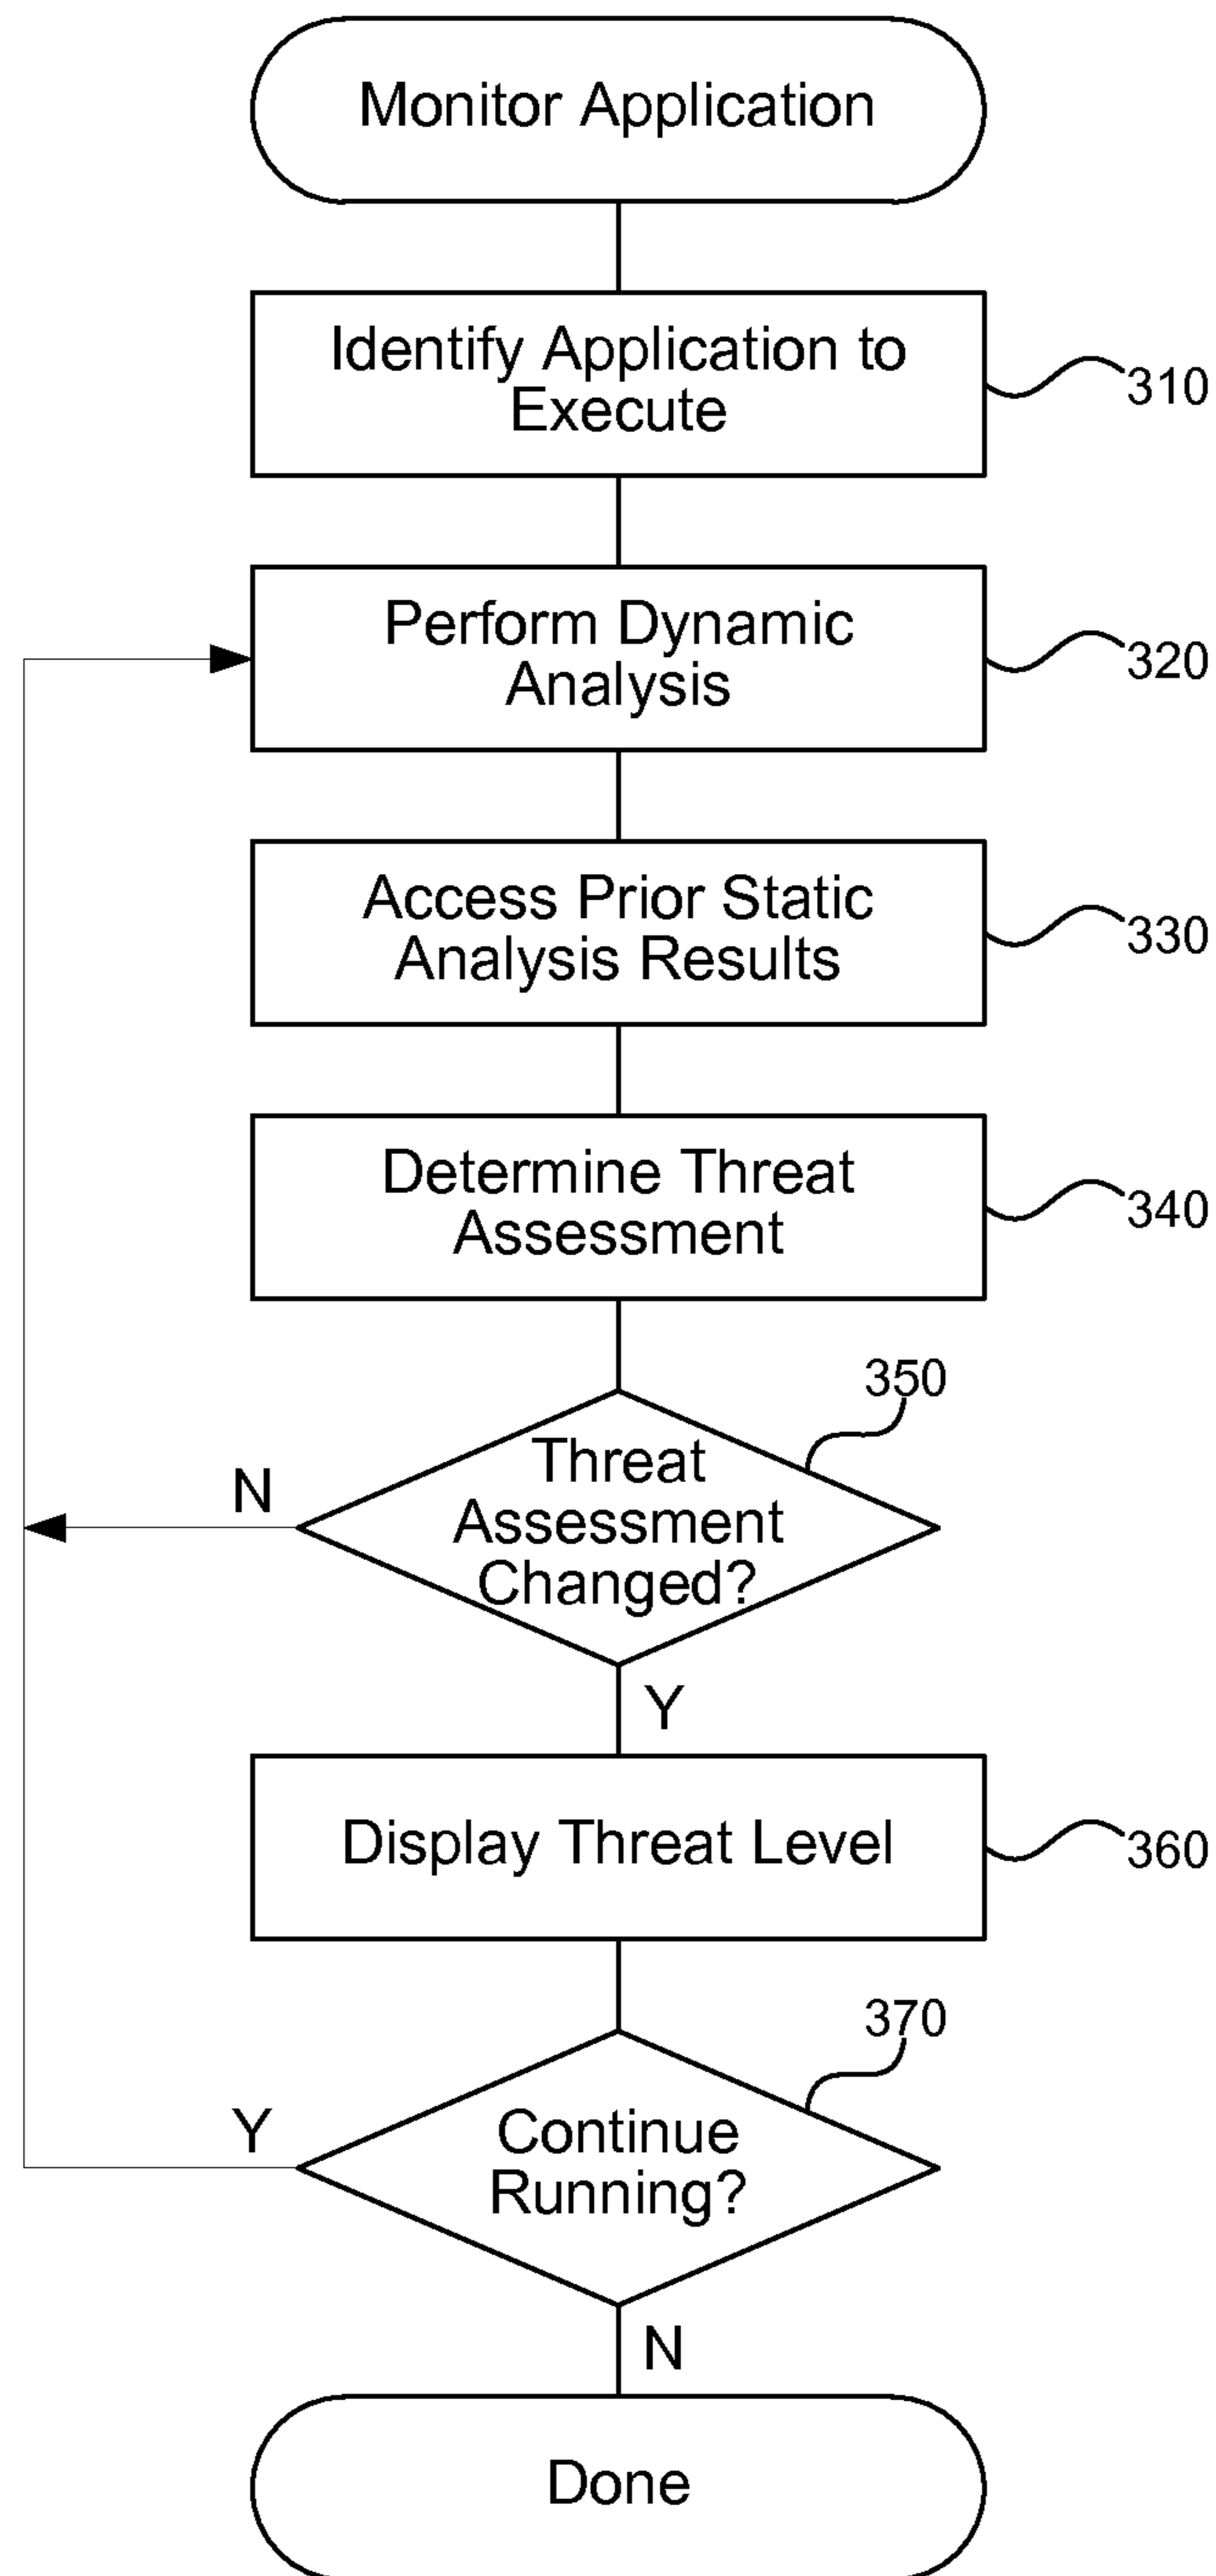 Monitor Application
Identify Application to
Execute
310
Perform Dynamic
Analysis
320
Access Prior Static
Analysis Results
330
Determine Threat
Assessment
340
350
Threat
Assessment
Changed?
N
Y
Display Threat Level
360
370
Continue
Running?
Y
N
Done